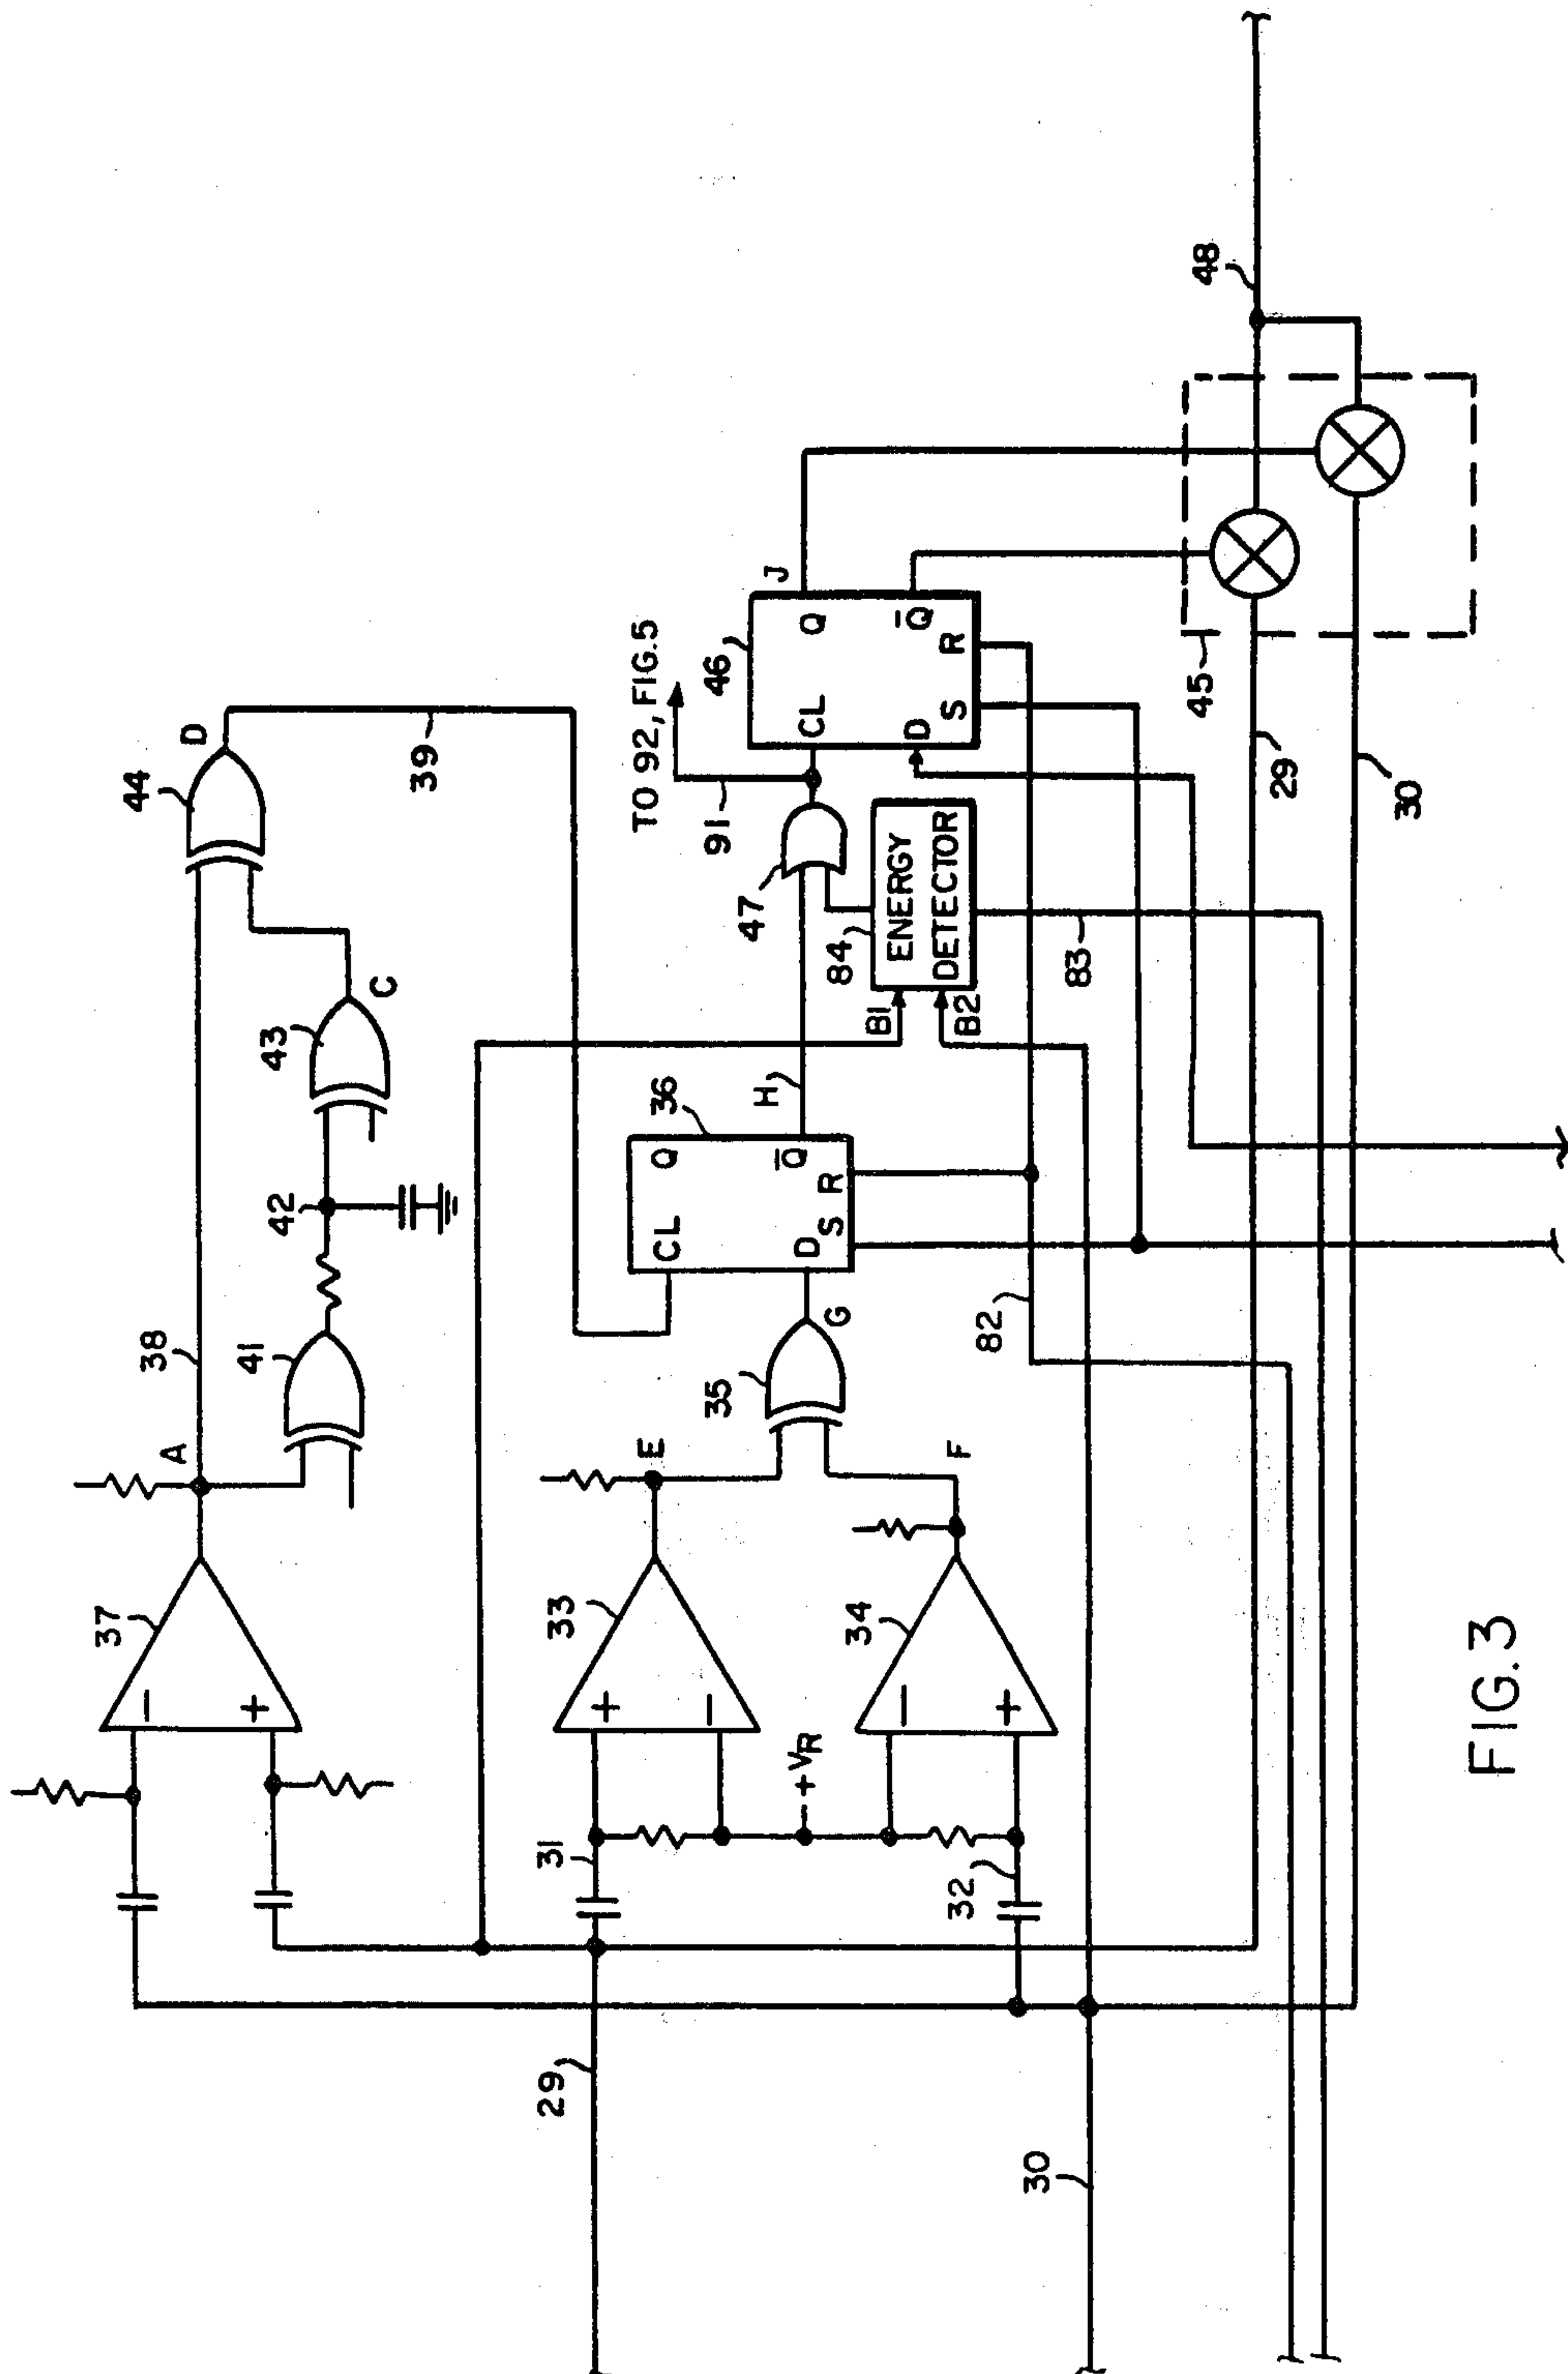 37
A
38
41
42
43
C
44
D
39
−
+
29
30
31
32
33
34
+
−
+VR
−
+
E
F
35
G
36
CL
Q
D
Q̅
S
R
H
82
B1
B2
84
ENERGY
DETECTOR
83
47
91
TO 92, FIG.5
46
CL
Q
D
Q̅
S
R
J
45
29
30
48
FIG.3